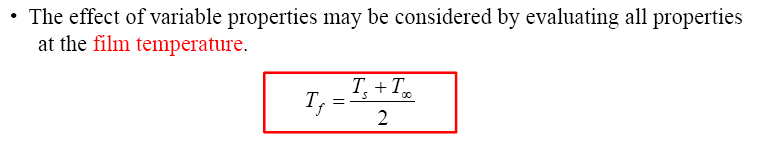 • The effect of variable properties may be considered by evaluating all properties
at the film temperature.
T_f = (T_s + T_∞) / 2